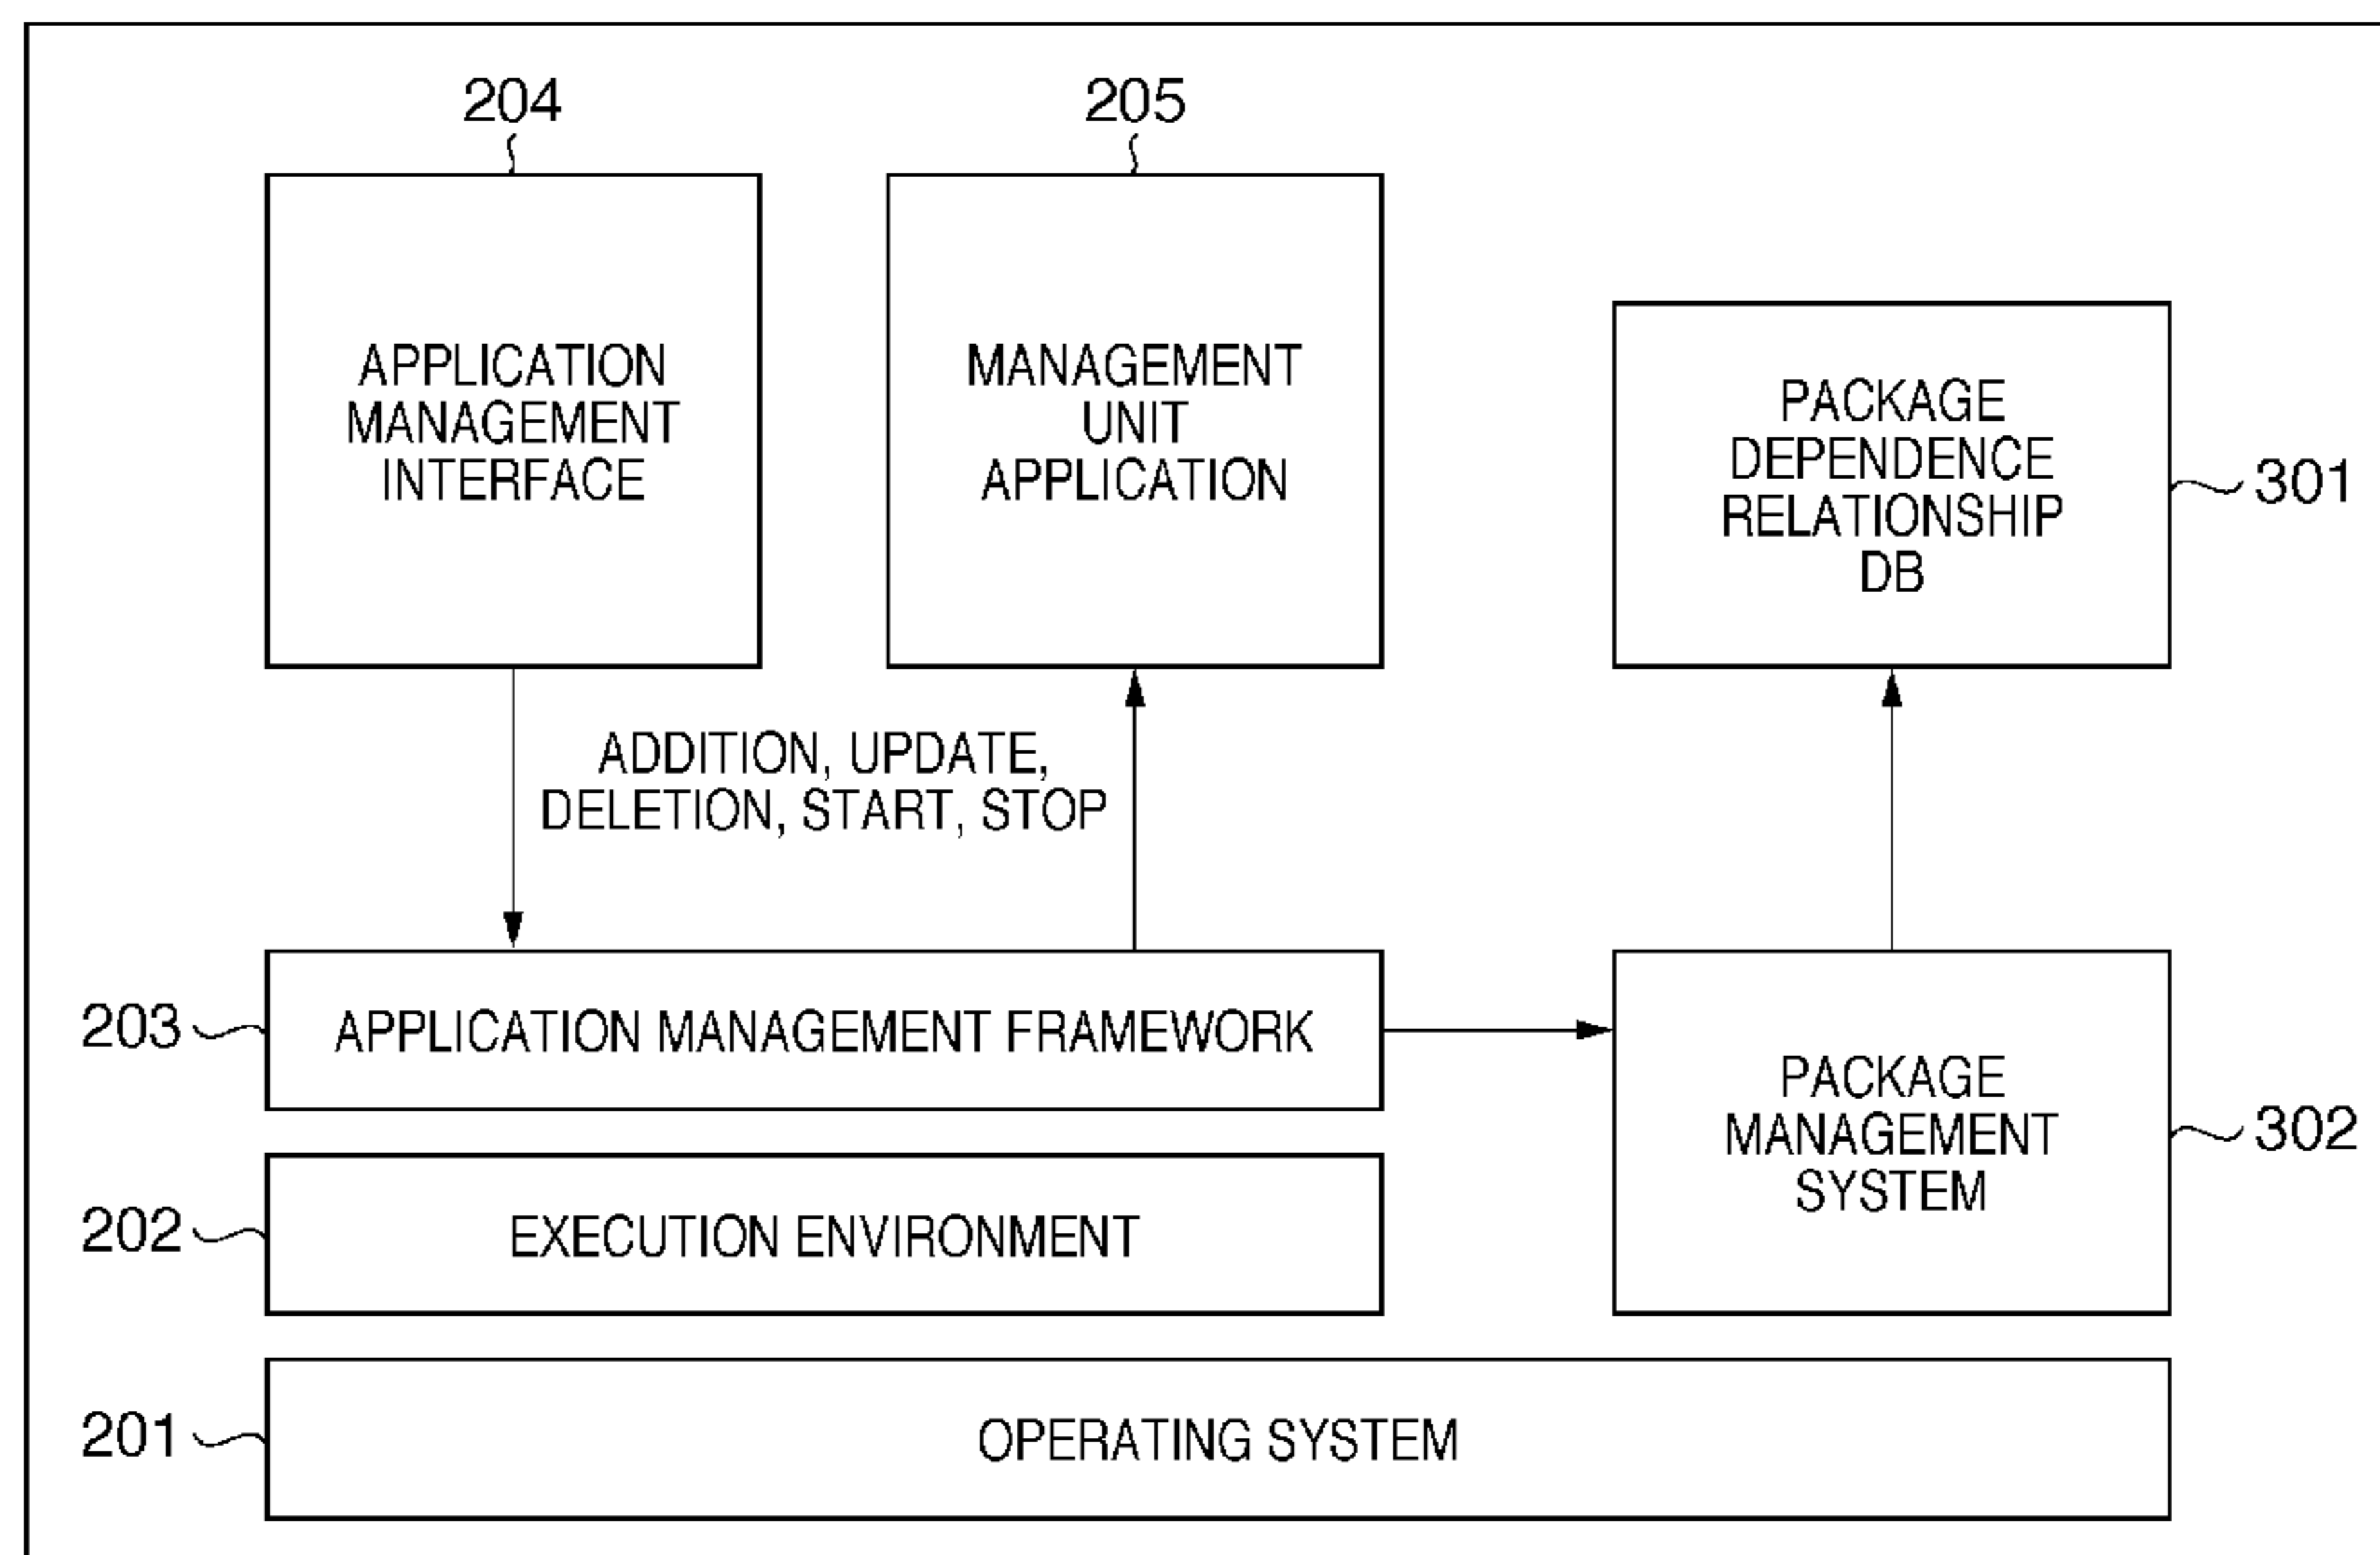 204
205
APPLICATION
MANAGEMENT
INTERFACE
MANAGEMENT
UNIT
APPLICATION
PACKAGE
DEPENDENCE
RELATIONSHIP
DB
301
ADDITION, UPDATE,
DELETION, START, STOP
203
APPLICATION MANAGEMENT FRAMEWORK
PACKAGE
MANAGEMENT
SYSTEM
302
202
EXECUTION ENVIRONMENT
201
OPERATING SYSTEM